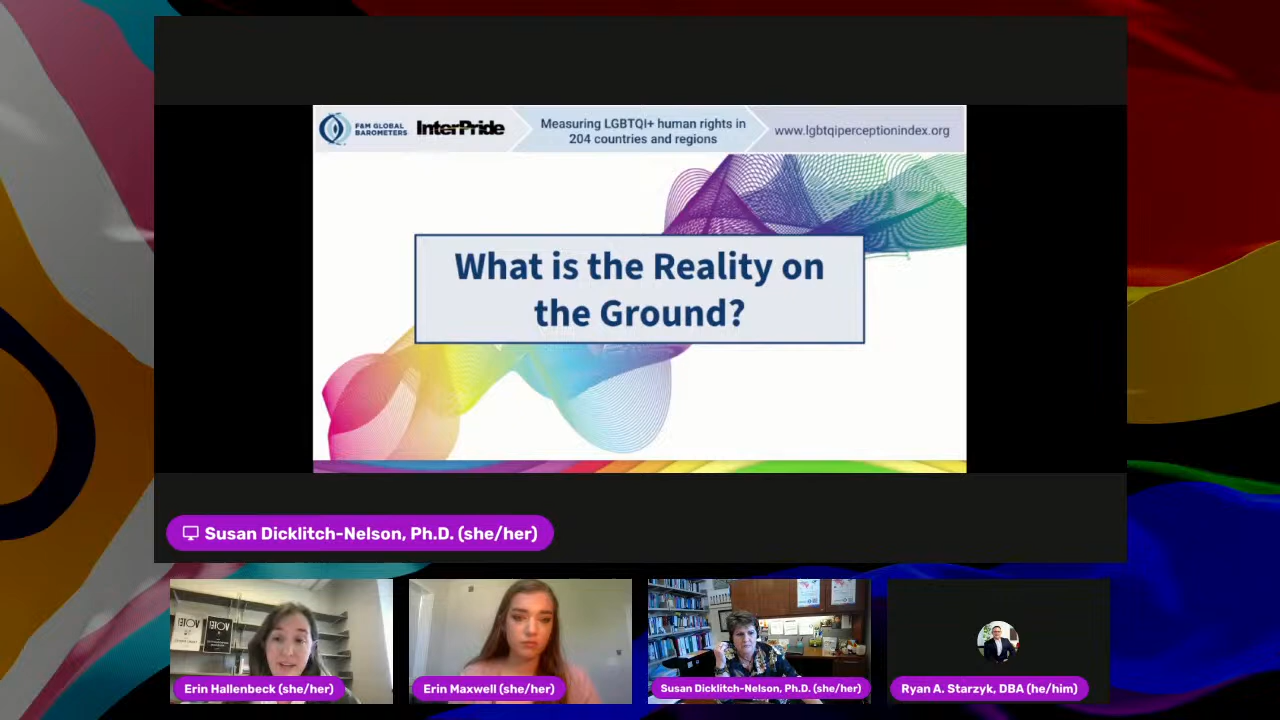 F&M GLOBAL
BAROMETERS
InterPride
Measuring LGBTQI+ human rights in
204 countries and regions
www.lgbtqiperceptionindex.org
What is the Reality on
the Ground?
Susan Dicklitch-Nelson, Ph.D. (she/her)
Erin Hallenbeck (she/her)
Erin Maxwell (she/her)
Susan Dicklitch-Nelson, Ph.D. (she/her)
Ryan A. Starzyk, DBA (he/him)